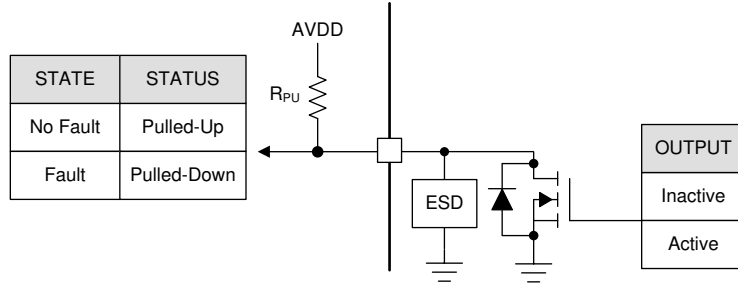 AVDD
STATE STATUS
RPU
No Fault Pulled-Up
Fault Pulled-Down
ESD
OUTPUT
Inactive
Active